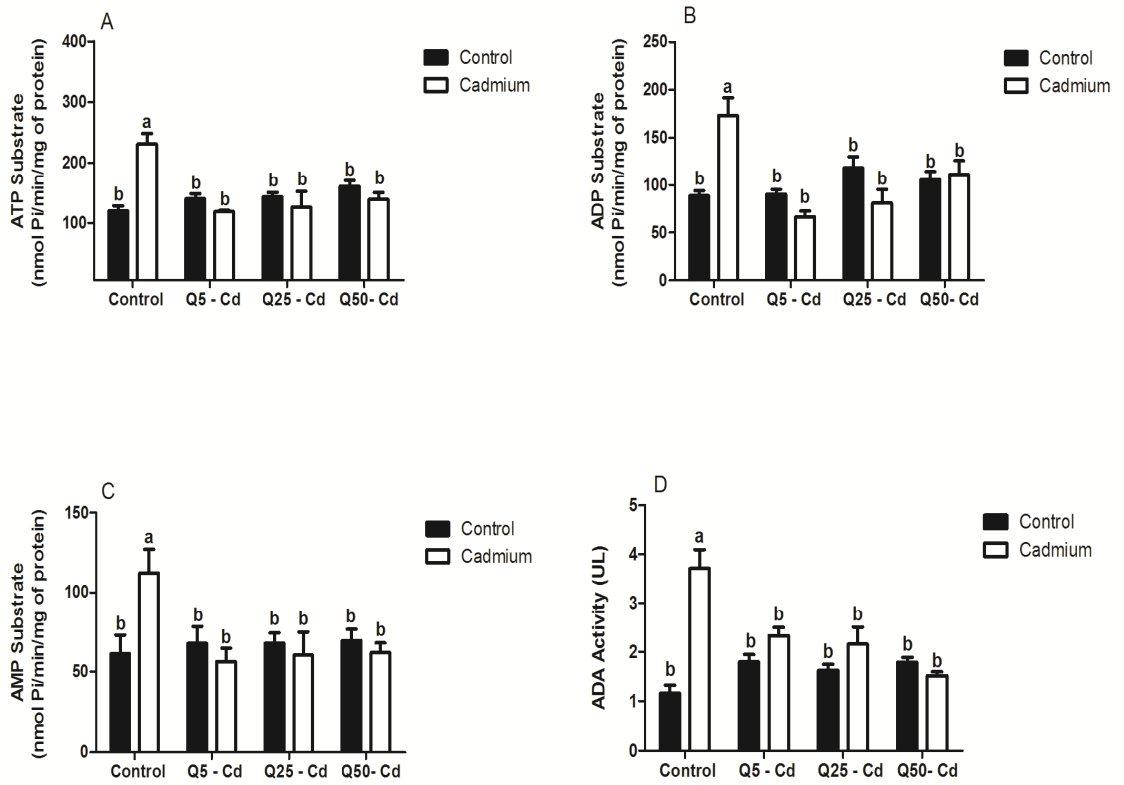 A
ATP Substrate
(nmol Pi/min/mg of protein)
400
300
200
100
Control
Cadmium
b
a
b
b
b
b
b
b
Control
Q5 - Cd
Q25 - Cd
Q50- Cd
B
ADP Substrate
(nmol Pi/min/mg of protein)
250
200
150
100
50
0
Control
Cadmium
b
a
b
b
b
b
b
b
Control
Q5 - Cd
Q25 - Cd
Q50- Cd
C
AMP Substrate
(nmol Pi/min/mg of protein)
150
100
50
0
Control
Cadmium
b
a
b
b
b
b
b
b
Control
Q5 - Cd
Q25 - Cd
Q50- Cd
D
ADA Activity (UL)
5
4
3
2
1
0
Control
Cadmium
b
a
b
b
b
b
b
b
Control
Q5 - Cd
Q25 - Cd
Q50- Cd